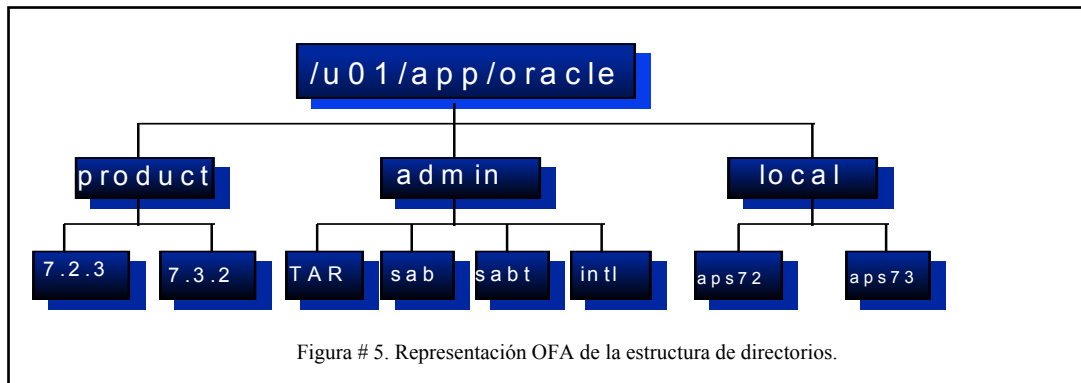 /u01/app/oracle
product admin local
7.2.3 7.3.2 TAR sab sabt intl aps72 aps73
Figura # 5. Representación OFA de la estructura de directorios.